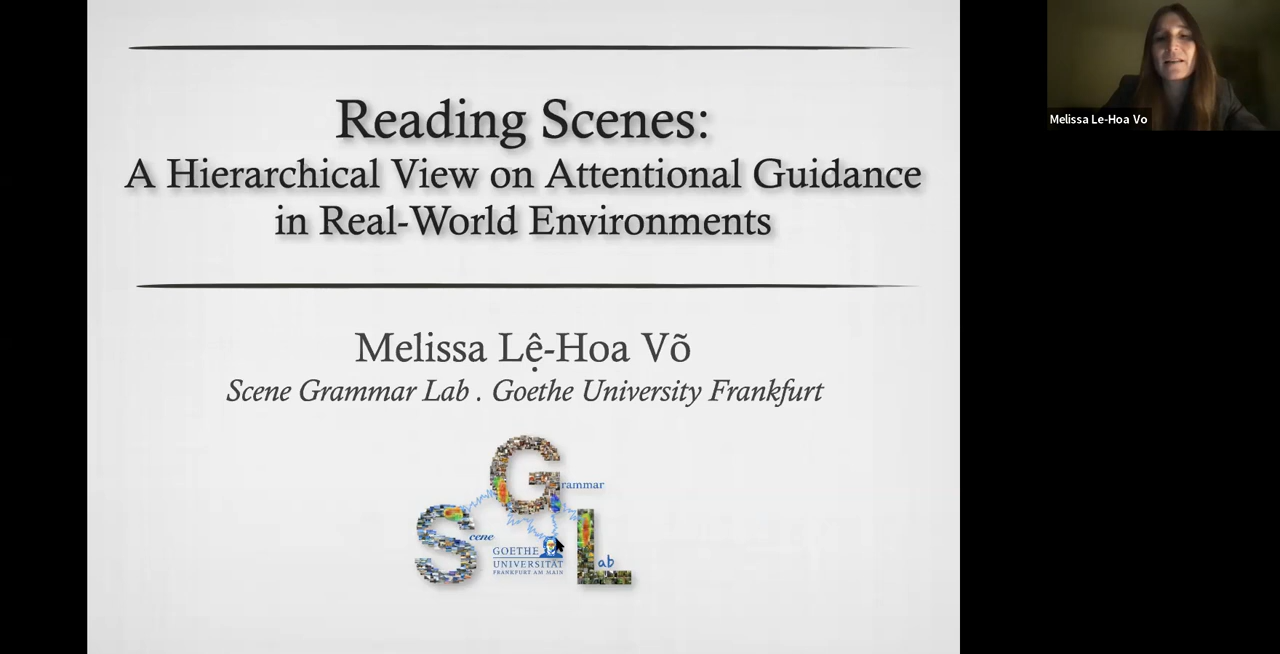 Reading Scenes:
A Hierarchical View on Attentional Guidance
in Real-World Environments
Melissa Lệ-Hoa Võ
Scene Grammar Lab . Goethe University Frankfurt
Grammar
Scene
Lab
GOETHE
UNIVERSITÄT
FRANKFURT AM MAIN
Melissa Le-Hoa Vo